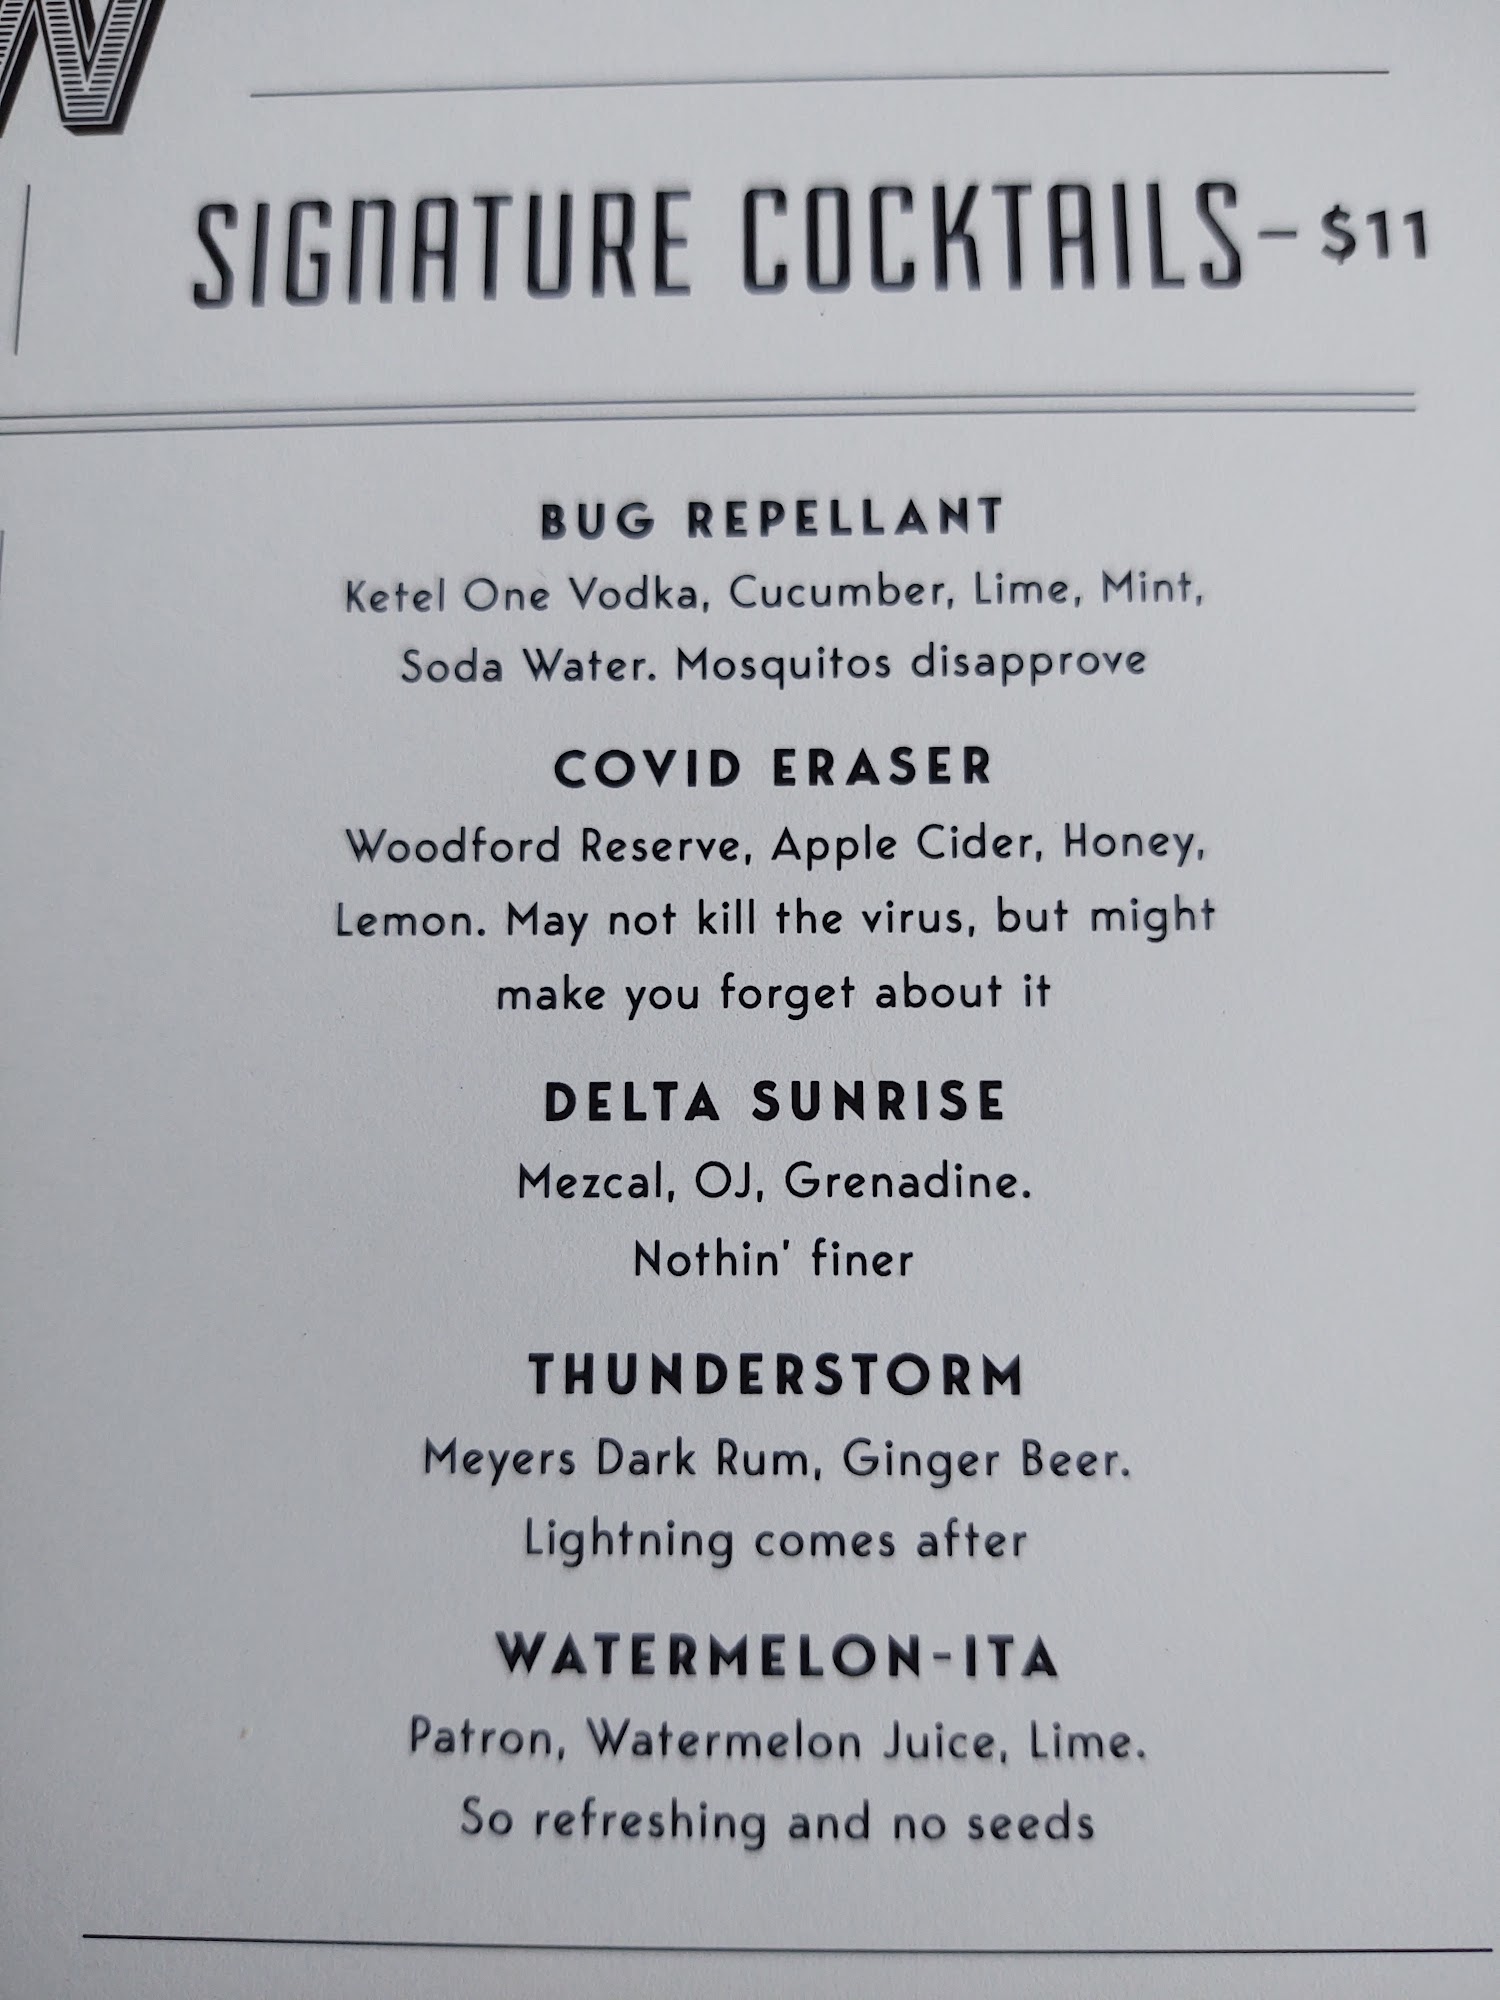 SIGNATURE COCKTAILS – $11
BUG REPELLANT
Ketel One Vodka, Cucumber, Lime, Mint,
Soda Water. Mosquitos disapprove
COVID ERASER
Woodford Reserve, Apple Cider, Honey,
Lemon. May not kill the virus, but might
make you forget about it
DELTA SUNRISE
Mezcal, OJ, Grenadine.
Nothin' finer
THUNDERSTORM
Meyers Dark Rum, Ginger Beer.
Lightning comes after
WATERMELON-ITA
Patron, Watermelon Juice, Lime.
So refreshing and no seeds